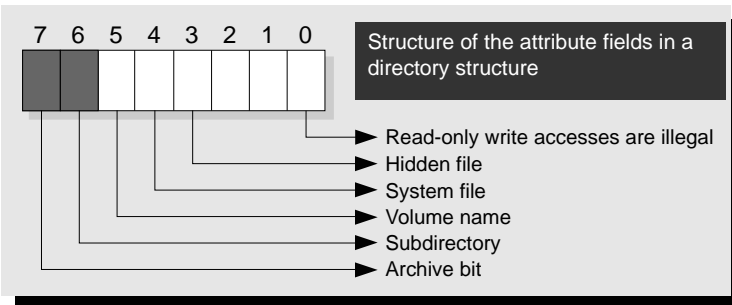 7 6 5 4 3 2 1 0
Structure of the attribute fields in a
directory structure
Read-only write accesses are illegal
Hidden file
System file
Volume name
Subdirectory
Archive bit